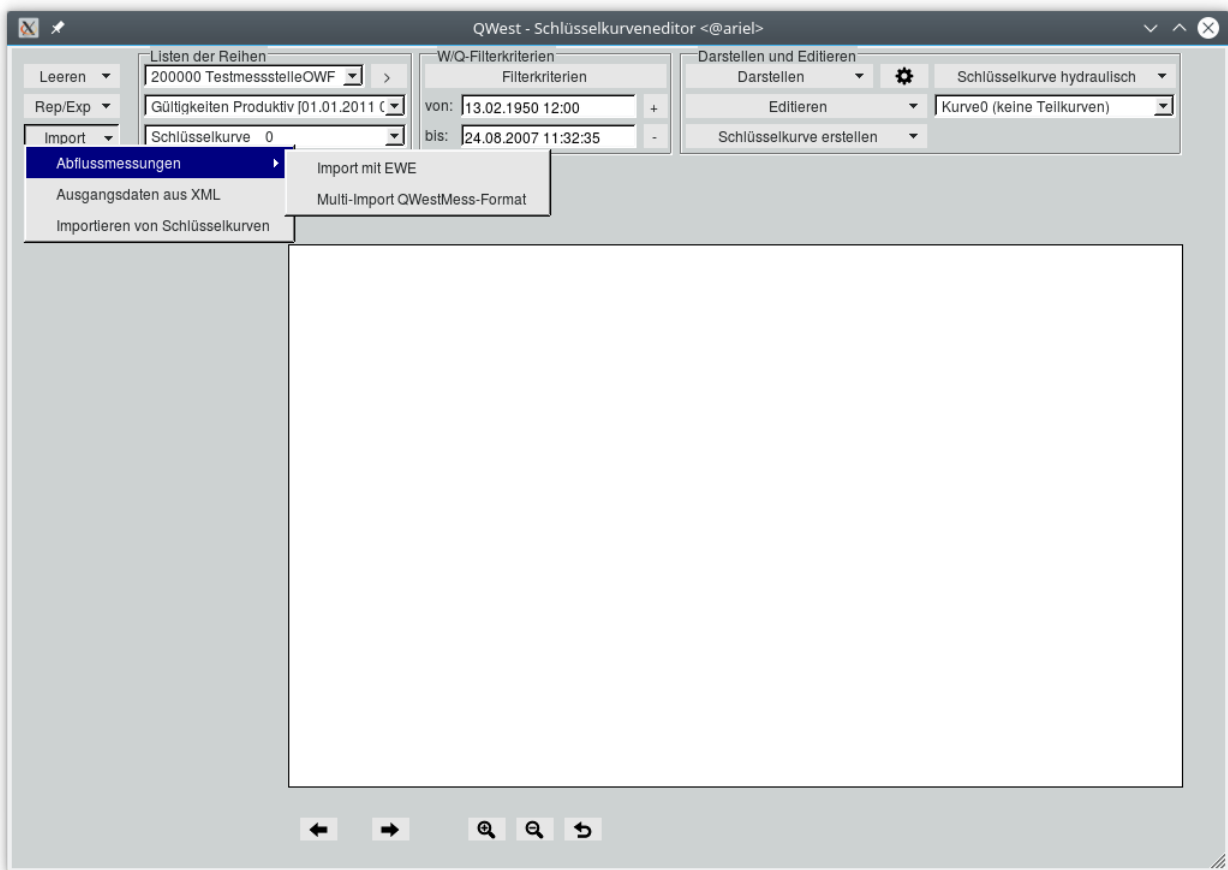 QWest - Schlüsselkurveneditor <@ariel>
Listen der Reihen
W/Q-Filterkriterien
Darstellen und Editieren
Leeren
200000 TestmessstelleOWF
>
Filterkriterien
Darstellen
Schlüsselkurve hydraulisch
Rep/Exp
Gültigkeiten Produktiv [01.01.2011
von:
13.02.1950 12:00
+
Editieren
Kurve0 (keine Teilkurven)
Import
Schlüsselkurve 0
bis:
24.08.2007 11:32:35
-
Schlüsselkurve erstellen
Abflussmessungen
Import mit EWE
Ausgangsdaten aus XML
Multi-Import QWestMess-Format
Importieren von Schlüsselkurven